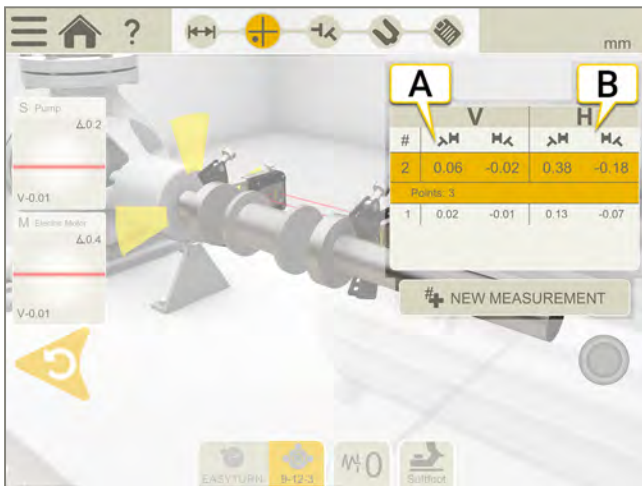 ?
mm
A
B
S Pump
∡0.2
V-0.01
M Electric Motor
∡0.4
V-0.01
V H
#
2 0.06 -0.02 0.38 -0.18
Points: 3
1 0.02 -0.01 0.13 -0.07
# NEW MEASUREMENT
EASYTURN 9-12-3 0 Softfoot